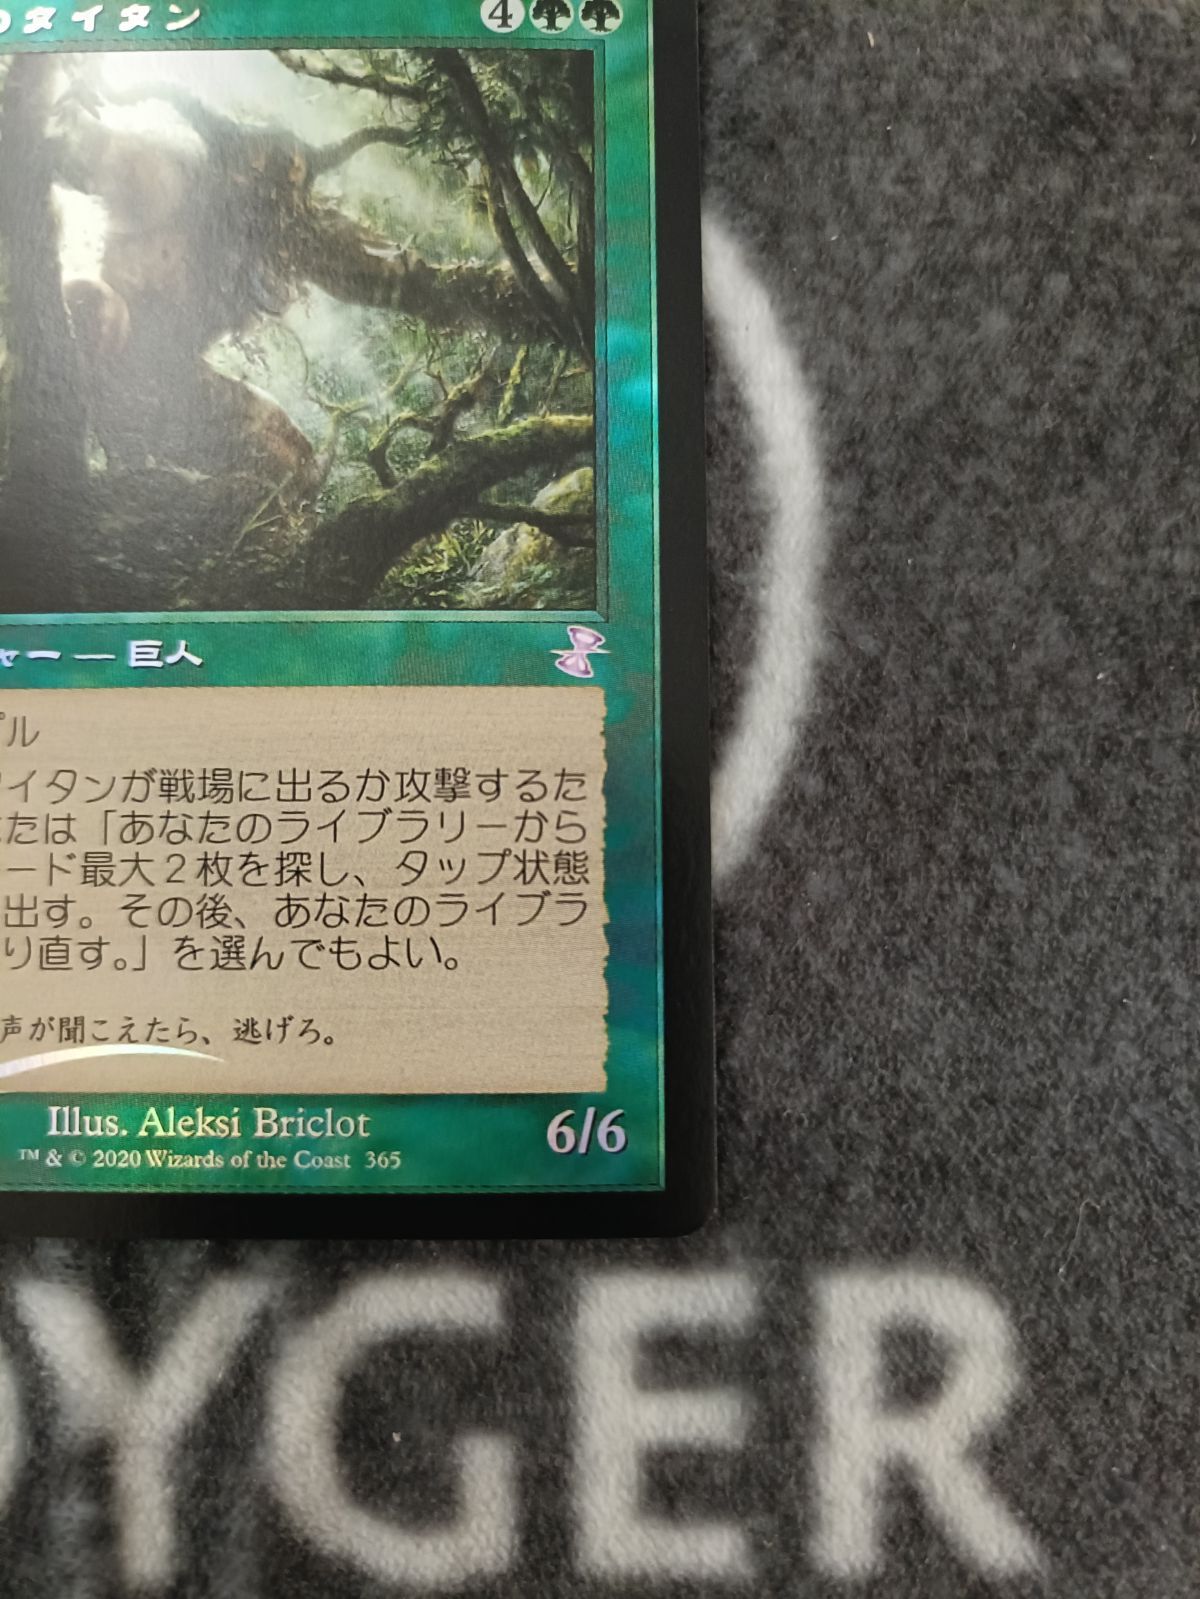 のタイタン 4
ャー — 巨人
プル
イタンが戦場に出るか攻撃するた
たは「あなたのライブラリーから
ード最大２枚を探し、タップ状態
出す。その後、あなたのライブラ
り直す。」を選んでもよい。
声が聞こえたら、逃げろ。
Illus. Aleksi Briclot
6/6
™ & © 2020 Wizards of the Coast 365
YGER